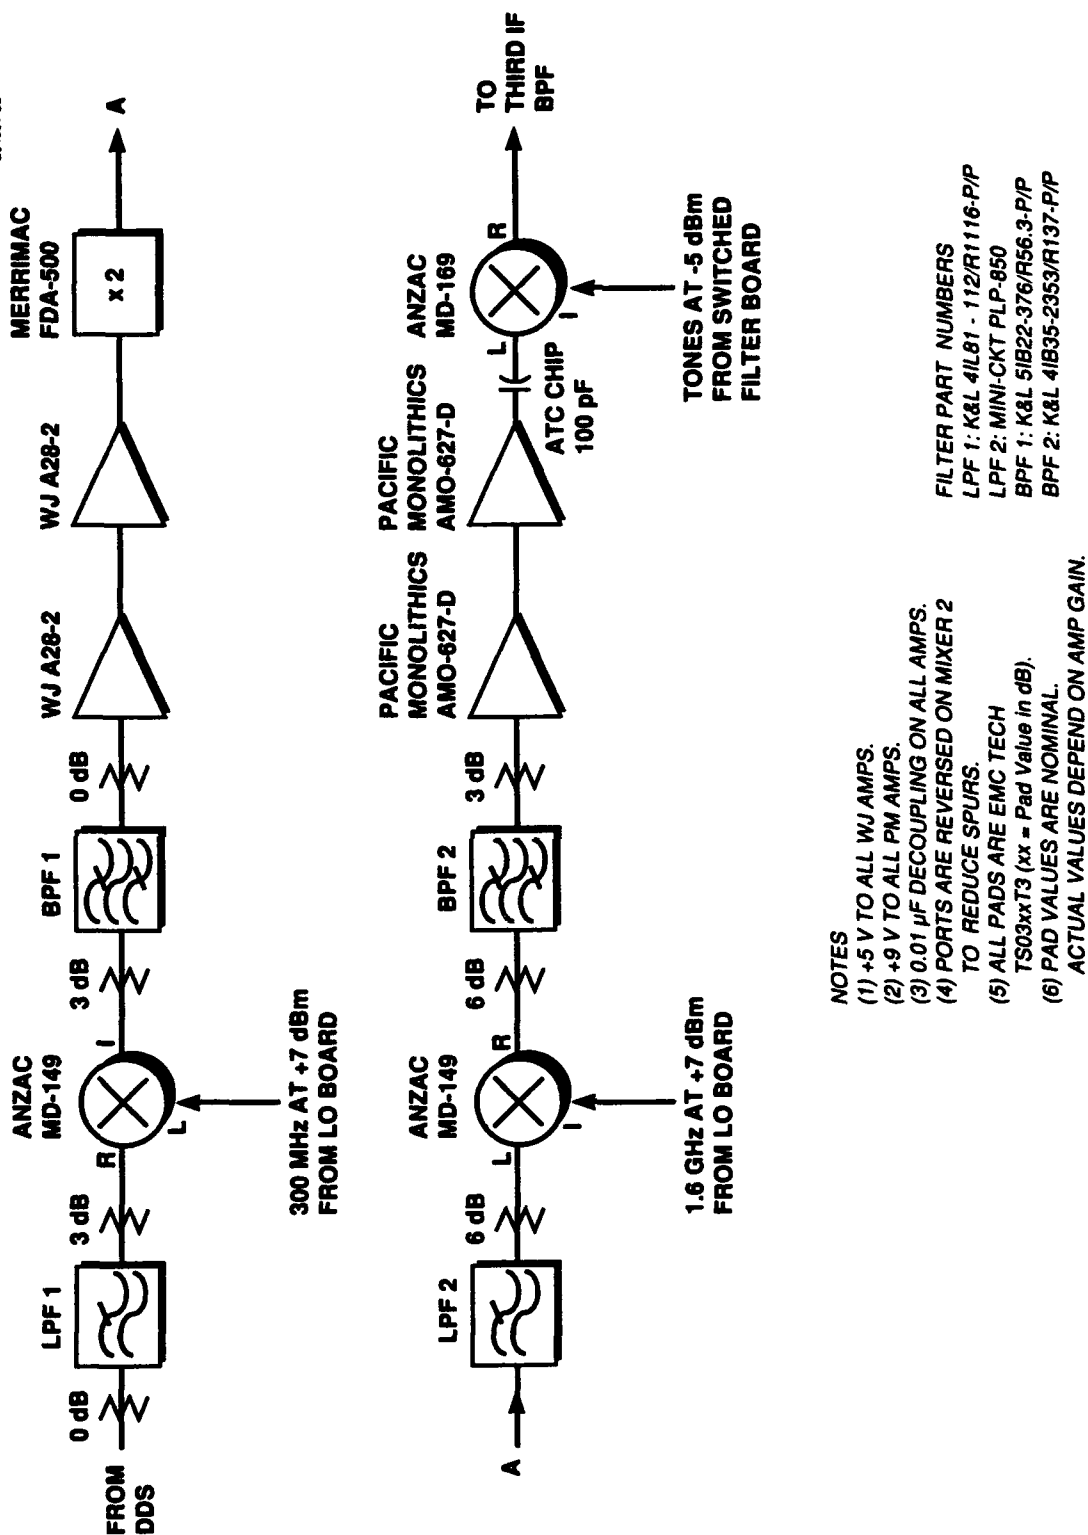 MERRIMAC
FDA-500
WJ A28-2
WJ A28-2
0 dB
BPF 1
3 dB
ANZAC
MD-149
3 dB
LPF 1
0 dB
FROM
DDS
R
I
L
x 2
A
300 MHz AT +7 dBm
FROM LO BOARD
A
LPF 2
6 dB
ANZAC
MD-149
L
R
I
6 dB
BPF 2
3 dB
PACIFIC
MONOLITHICS
AMO-627-D
PACIFIC
MONOLITHICS
AMO-627-D
ATC CHIP
100 pF
ANZAC
MD-169
L
R
I
TO
THIRD IF
BPF
1.6 GHz AT +7 dBm
FROM LO BOARD
TONES AT -5 dBm
FROM SWITCHED
FILTER BOARD
NOTES
(1) +5 V TO ALL WJ AMPS.
(2) +9 V TO ALL PM AMPS.
(3) 0.01 µF DECOUPLING ON ALL AMPS.
(4) PORTS ARE REVERSED ON MIXER 2
TO REDUCE SPURS.
(5) ALL PADS ARE EMC TECH
TS03xxT3 (xx = Pad Value in dB).
(6) PAD VALUES ARE NOMINAL.
ACTUAL VALUES DEPEND ON AMP GAIN.
FILTER PART NUMBERS
LPF 1: K&L 4IL81 - 112/R1116-P/P
LPF 2: MINI-CKT PLP-850
BPF 1: K&L 5IB22-376/R56.3-P/P
BPF 2: K&L 4IB35-2353/R137-P/P